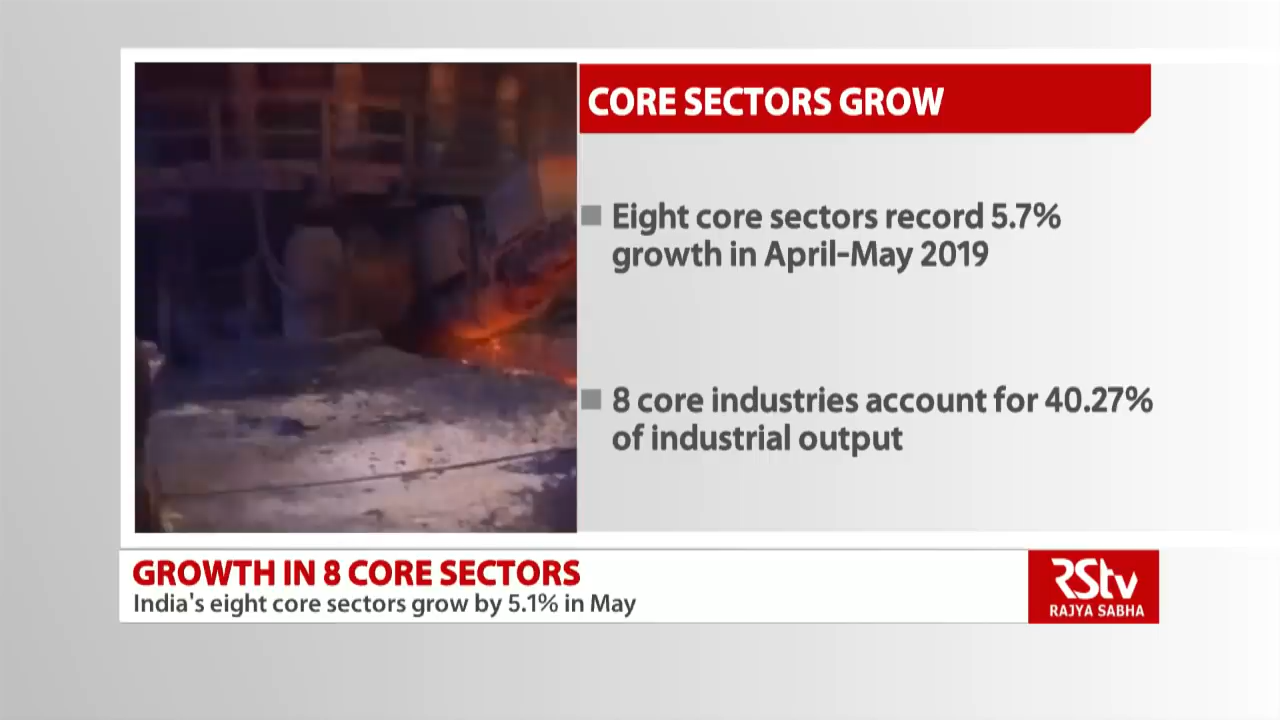 CORE SECTORS GROW
Eight core sectors record 5.7%
growth in April-May 2019
8 core industries account for 40.27%
of industrial output
GROWTH IN 8 CORE SECTORS
India's eight core sectors grow by 5.1% in May
RStv
RAJYA SABHA